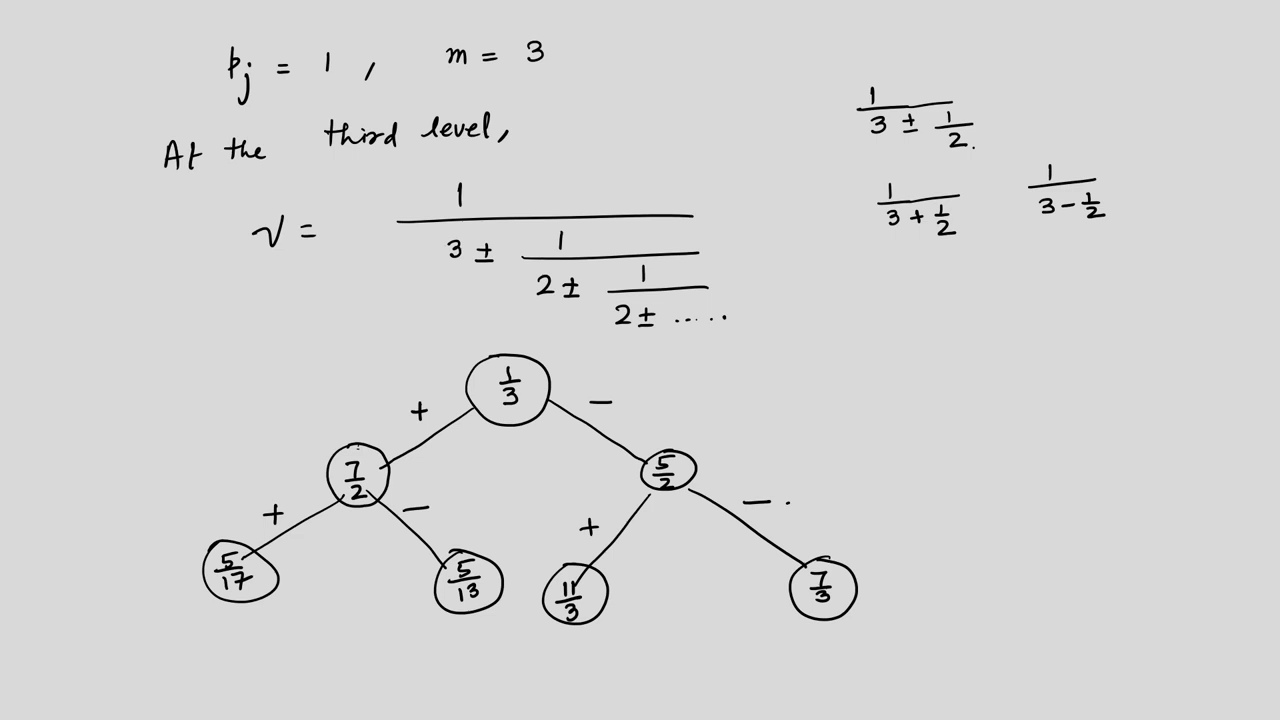 pj = 1 , m = 3
At the third level,
ν = 1/(3 ± 1/(2 ± 1/(2 ± .....)))
1/(3 ± 1/2.)
1/(3 + 1/2) 1/(3 - 1/2)
1/3
+ −
7/2 5/2
+ − + − .
5/17 5/13 11/3 7/3